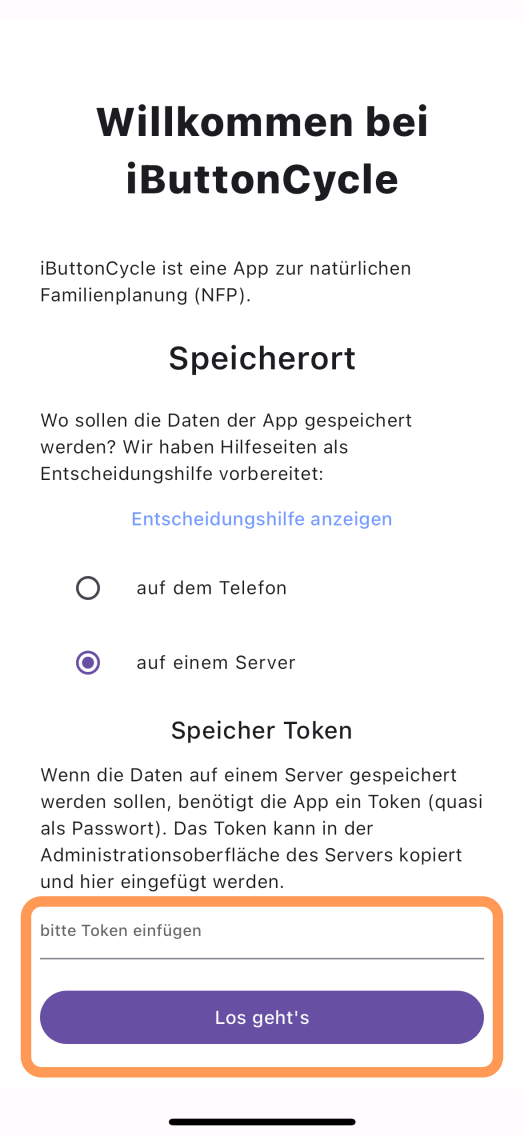 Willkommen bei
iButtonCycle
iButtonCycle ist eine App zur natürlichen
Familienplanung (NFP).
Speicherort
Wo sollen die Daten der App gespeichert
werden? Wir haben Hilfeseiten als
Entscheidungshilfe vorbereitet:
Entscheidungshilfe anzeigen
auf dem Telefon
auf einem Server
Speicher Token
Wenn die Daten auf einem Server gespeichert
werden sollen, benötigt die App ein Token (quasi
als Passwort). Das Token kann in der
Administrationsoberfläche des Servers kopiert
und hier eingefügt werden.
bitte Token einfügen
Los geht's